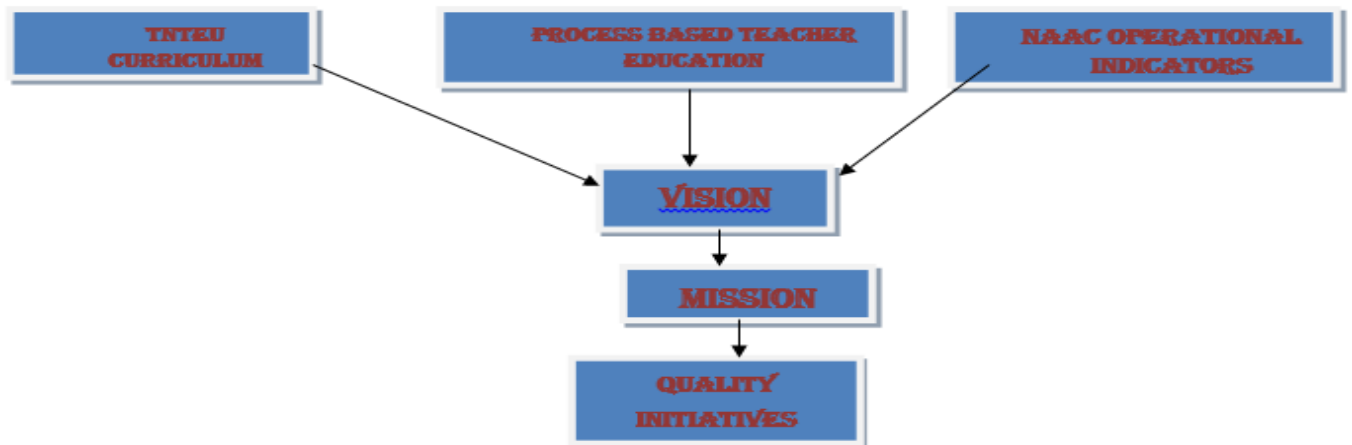 TNTEU
CURRICULUM
PROCESS BASED TEACHER
EDUCATION
NAAC OPERATIONAL
INDICATORS
VISION
MISSION
QUALITY
INITIATIVES